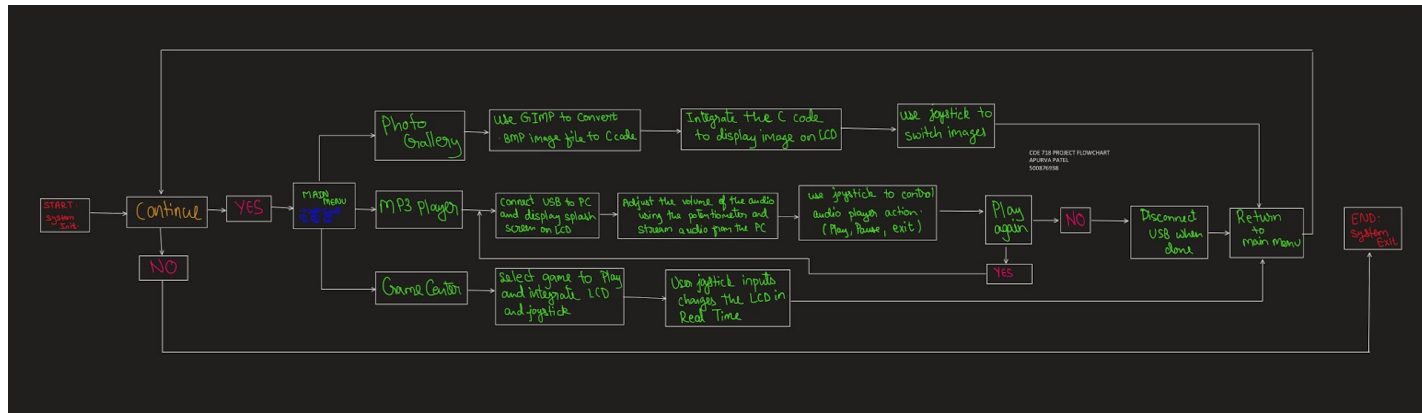 Photo
Gallery
Use GIMP to Convert
.BMP image file to C code
Integrate the C code
to display image on LCD
use joystick to
switch images
COE 718 PROJECT FLOWCHART
APURVA PATEL
500876938
START:
System
Init.
Continue
YES
MAIN
MENU
MP3 Player
Connect USB to PC
and display splash
screen on LCD
Adjust the volume of the audio
using the potentiometer and
stream audio from the PC
use joystick to control
audio player action.
(Play, Pause, exit)
Play
again
NO
Disconnect
USB when
done
Return
to
main menu
END:
System
Exit
NO
YES
Game Center
Select game to Play
and integrate LCD
and joystick
User joystick inputs
changes the LCD in
Real Time